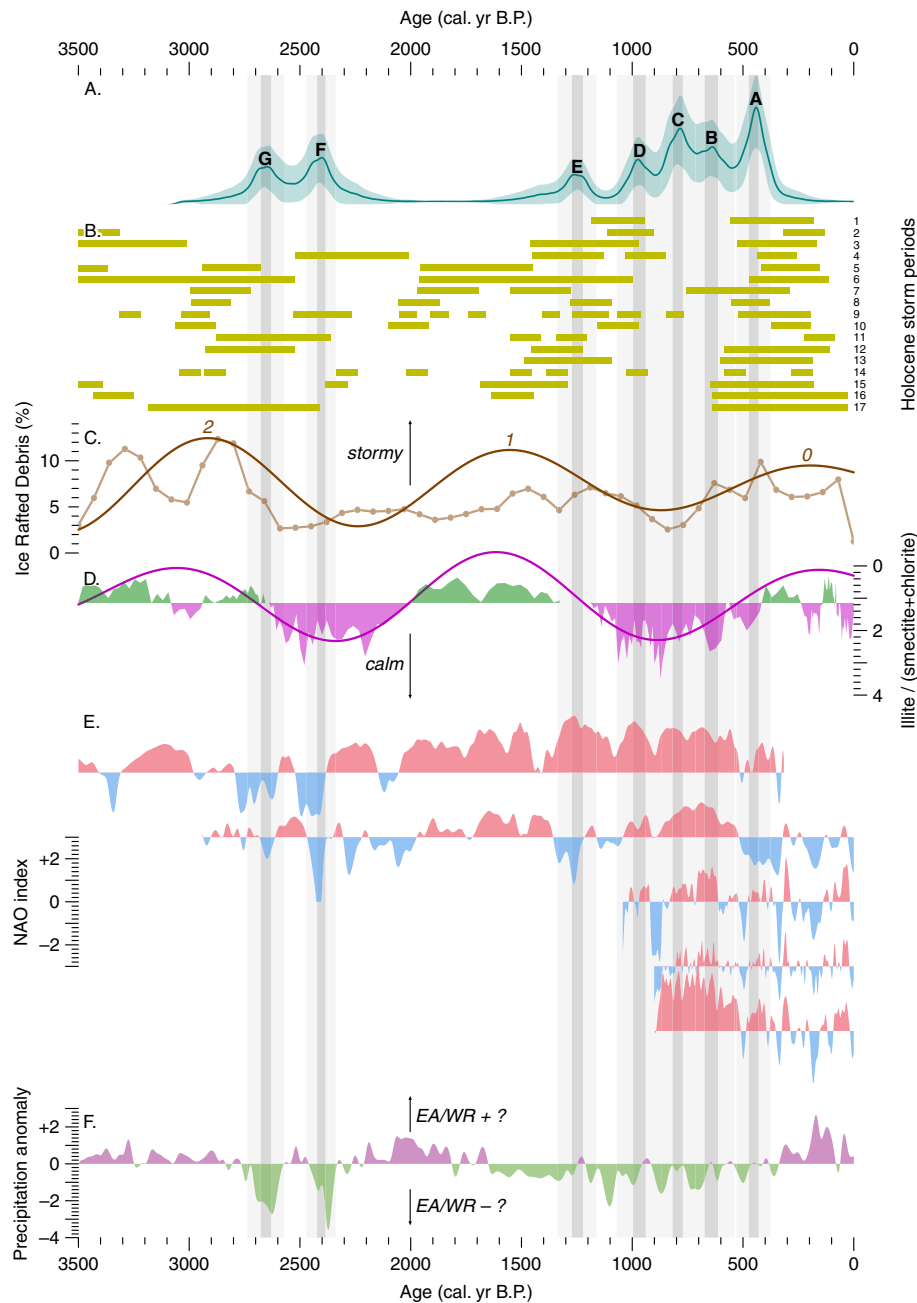 Age (cal. yr B.P.)
3500 3000 2500 2000 1500 1000 500 0
A.
A
C
B
D
E
F
G
B.
1
2
3
4
5
6
7
8
9
10
11
12
13
14
15
16
17
Holocene storm periods
C.
2
1
0
stormy
10
5
0
Ice Rafted Debris (%)
D.
calm
0
2
4
Illite / (smectite+chlorite)
E.
+2
0
−2
NAO index
F.
EA/WR + ?
EA/WR − ?
+2
0
−2
−4
Precipitation anomaly
3500 3000 2500 2000 1500 1000 500 0
Age (cal. yr B.P.)